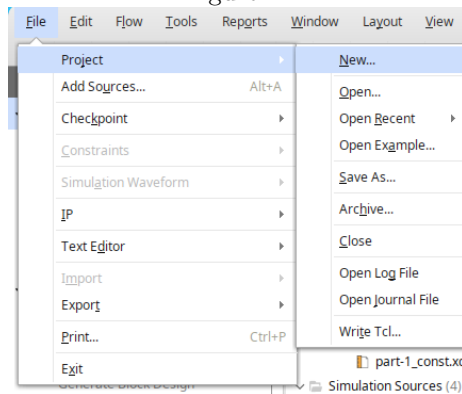 File Edit Flow Tools Reports Window Layout View
Project
Add Sources... Alt+A
Checkpoint
Constraints
Simulation Waveform
IP
Text Editor
Import
Export
Print... Ctrl+P
Exit
New...
Open...
Open Recent
Open Example...
Save As...
Archive...
Close
Open Log File
Open Journal File
Write Tcl...
part-1_const.xd
Simulation Sources (4)
Generate Block Design